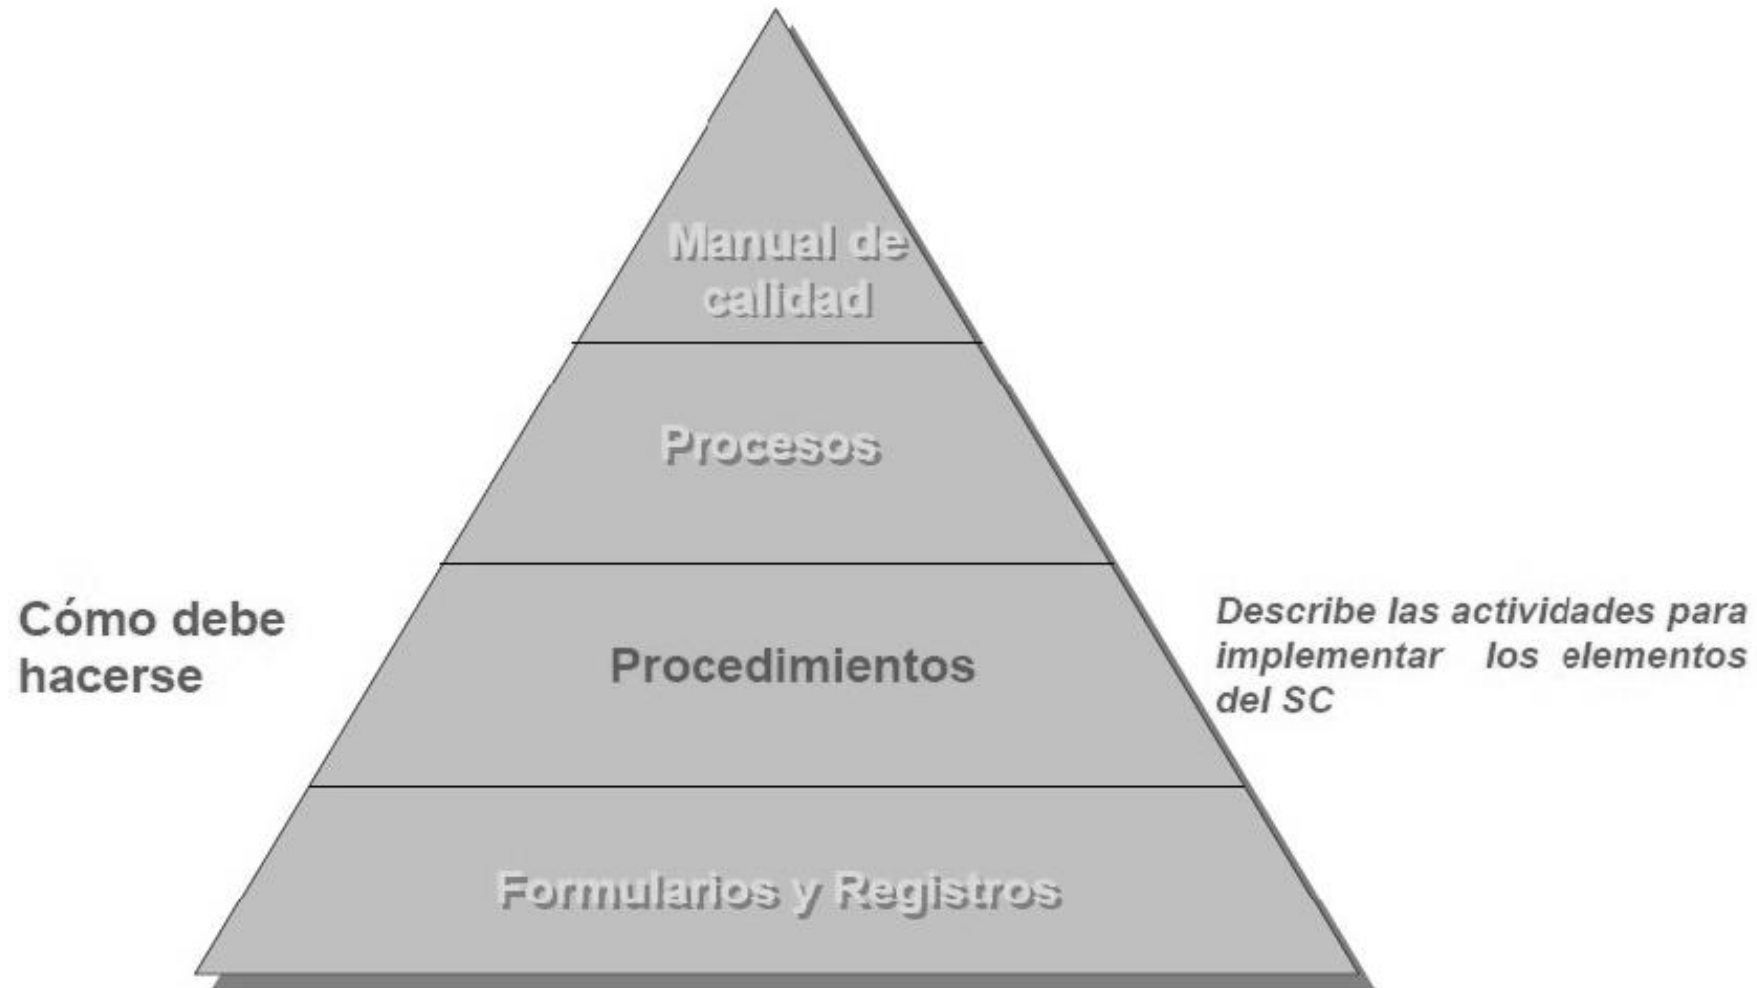 Manual de
calidad
Procesos
Cómo debe
hacerse
Procedimientos
Describe las actividades para
implementar los elementos
del SC
Formularios y Registros